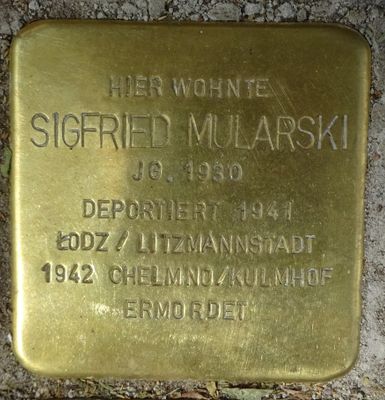 HIER WOHNTE
SIGFRIED MULARSKI
JG. 1930
DEPORTIERT 1941
ŁODZ / LITZMANNSTADT
1942 CHELMNO/KULMHOF
ERMORDET